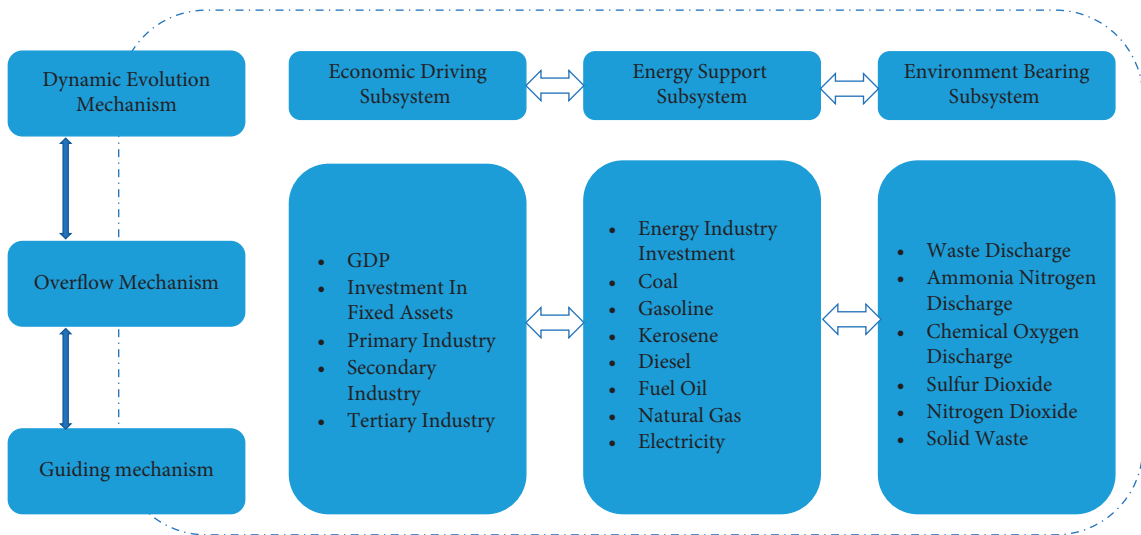 Dynamic Evolution
Mechanism
Overflow Mechanism
Guiding mechanism
Economic Driving
Subsystem
Energy Support
Subsystem
Environment Bearing
Subsystem
• GDP
• Investment In
Fixed Assets
• Primary Industry
• Secondary
Industry
• Tertiary Industry
• Energy Industry
Investment
• Coal
• Gasoline
• Kerosene
• Diesel
• Fuel Oil
• Natural Gas
• Electricity
• Waste Discharge
• Ammonia Nitrogen
Discharge
• Chemical Oxygen
Discharge
• Sulfur Dioxide
• Nitrogen Dioxide
• Solid Waste